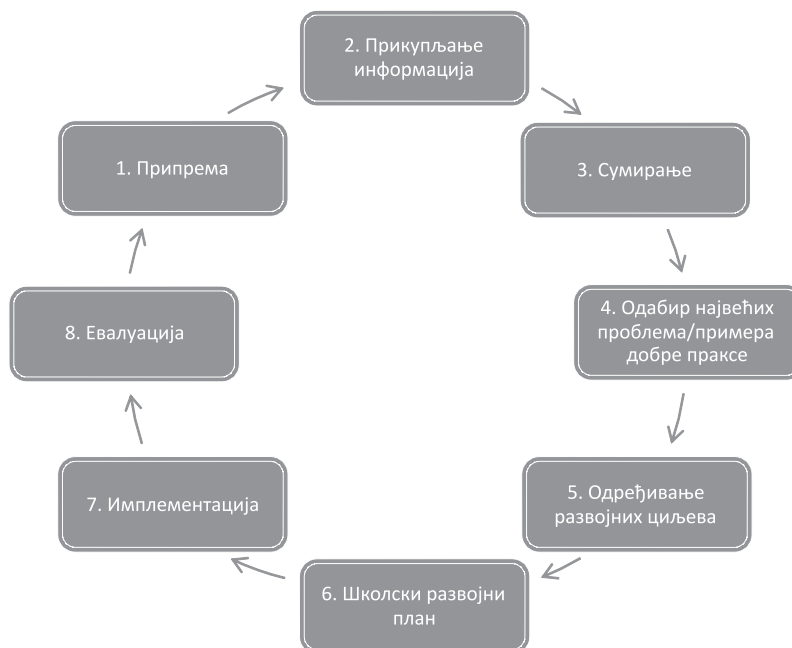 1. Припрема
2. Прикупљање
информација
3. Сумирање
4. Одабир највећих
проблема/примера
добре праксе
5. Одређивање
развојних циљева
6. Школски развојни
план
7. Имплементација
8. Евалуација